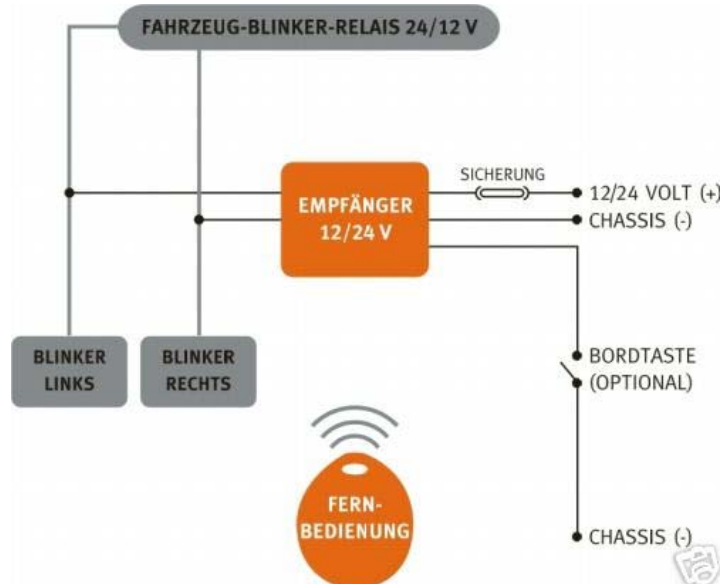 FAHRZEUG-BLINKER-RELAIS 24/12 V
SICHERUNG
EMPFÄNGER
12/24 V
12/24 VOLT (+)
CHASSIS (-)
BLINKER
LINKS
BLINKER
RECHTS
BORDTASTE
(OPTIONAL)
FERN-
BEDIENUNG
CHASSIS (-)